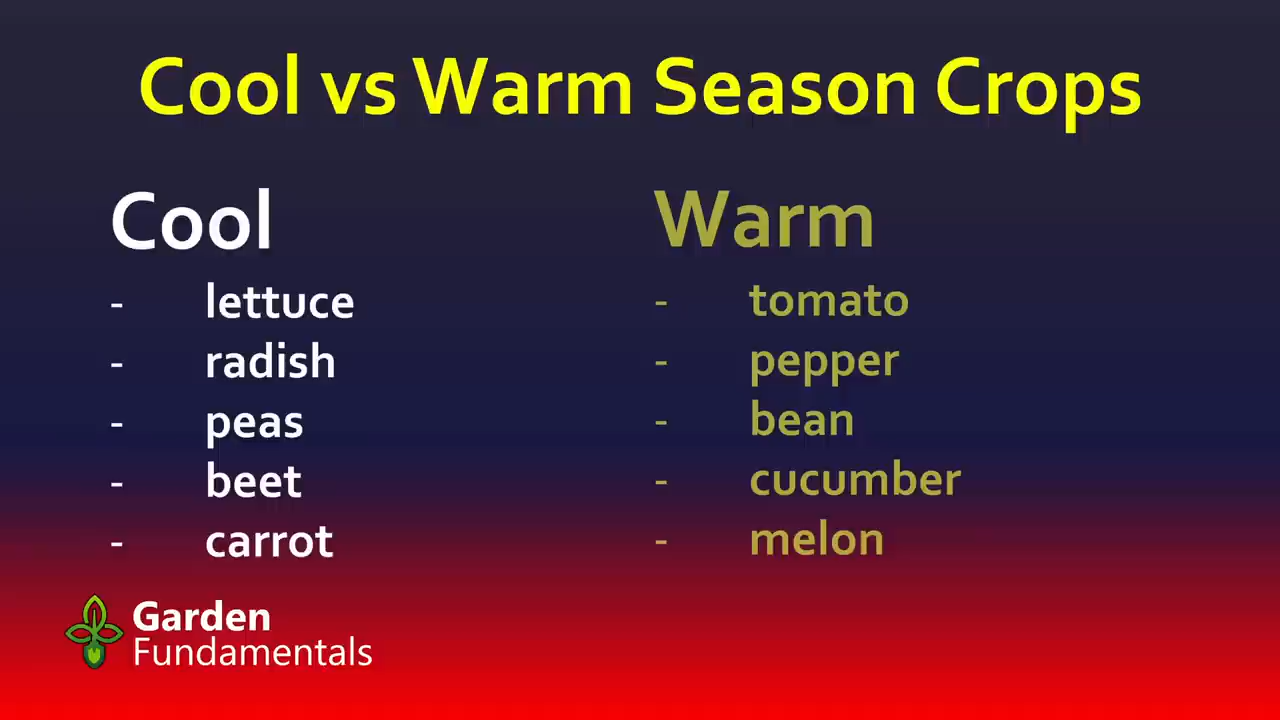 Cool vs Warm Season Crops
Cool
- lettuce
- radish
- peas
- beet
- carrot
Warm
- tomato
- pepper
- bean
- cucumber
- melon
Garden
Fundamentals